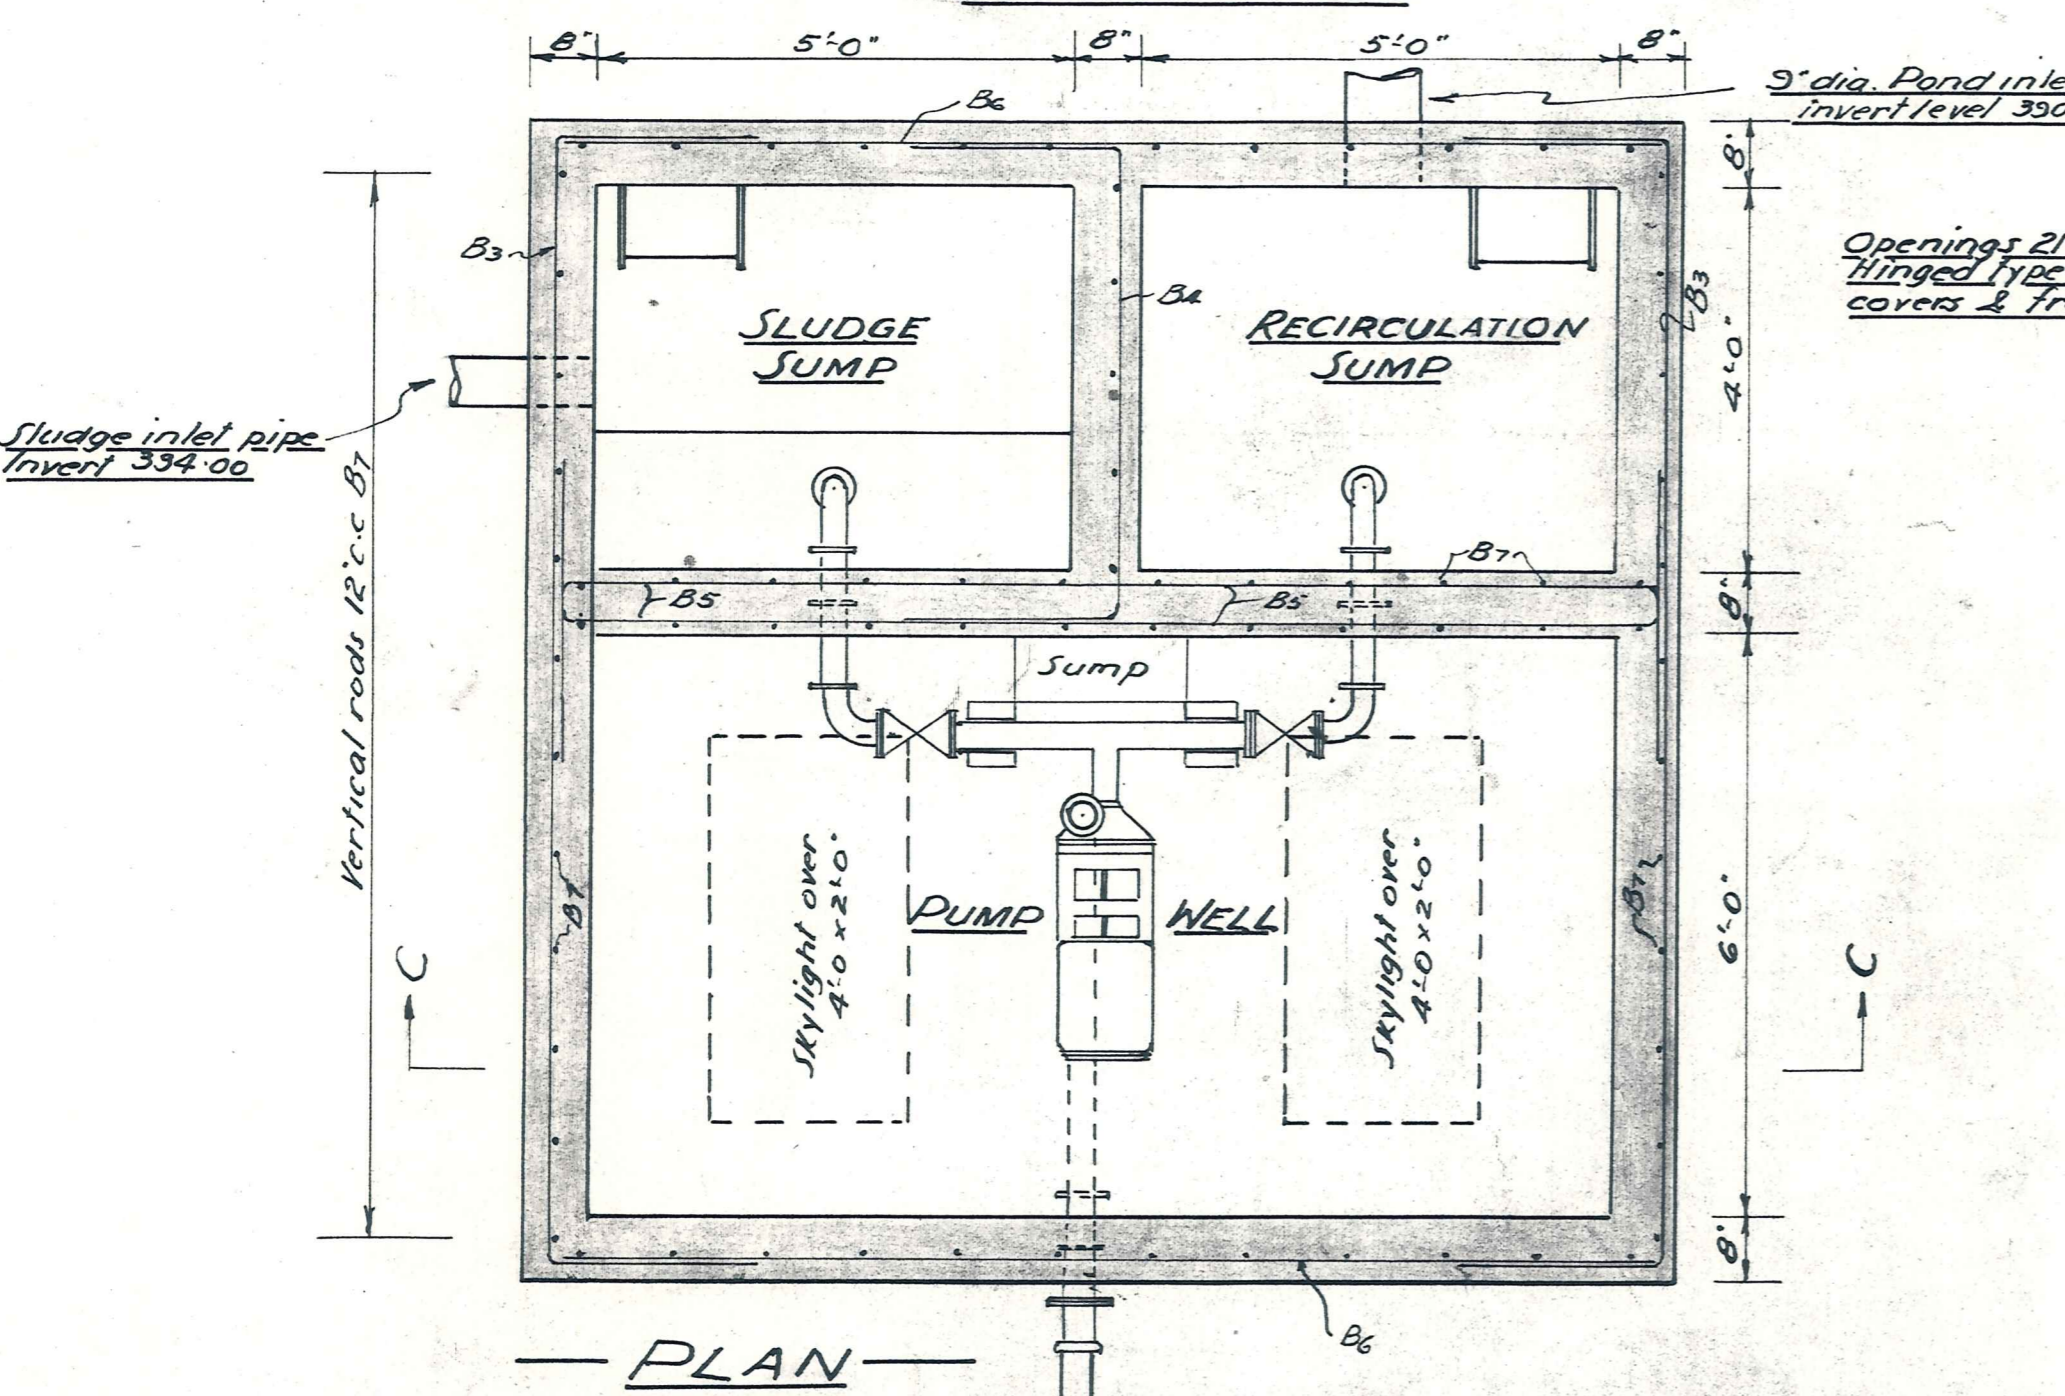 8" 5'-0" 8" 5'-0" 8"
9" dia. Pond inle
invert level 390
B6
8"
B3
B4
B3
Openings 21
Hinged type
covers & fr
SLUDGE
SUMP
RECIRCULATION
SUMP
4'-0"
Sludge inlet pipe
Invert 394.00
Vertical rods 12" c.c B7
B7
B5
B5
8"
Sump
Skylight over
4'-0 x 2'-0"
PUMP WELL
Skylight over
4'-0 x 2'-0"
B7
B7
6'-0"
C
C
8"
B6
PLAN